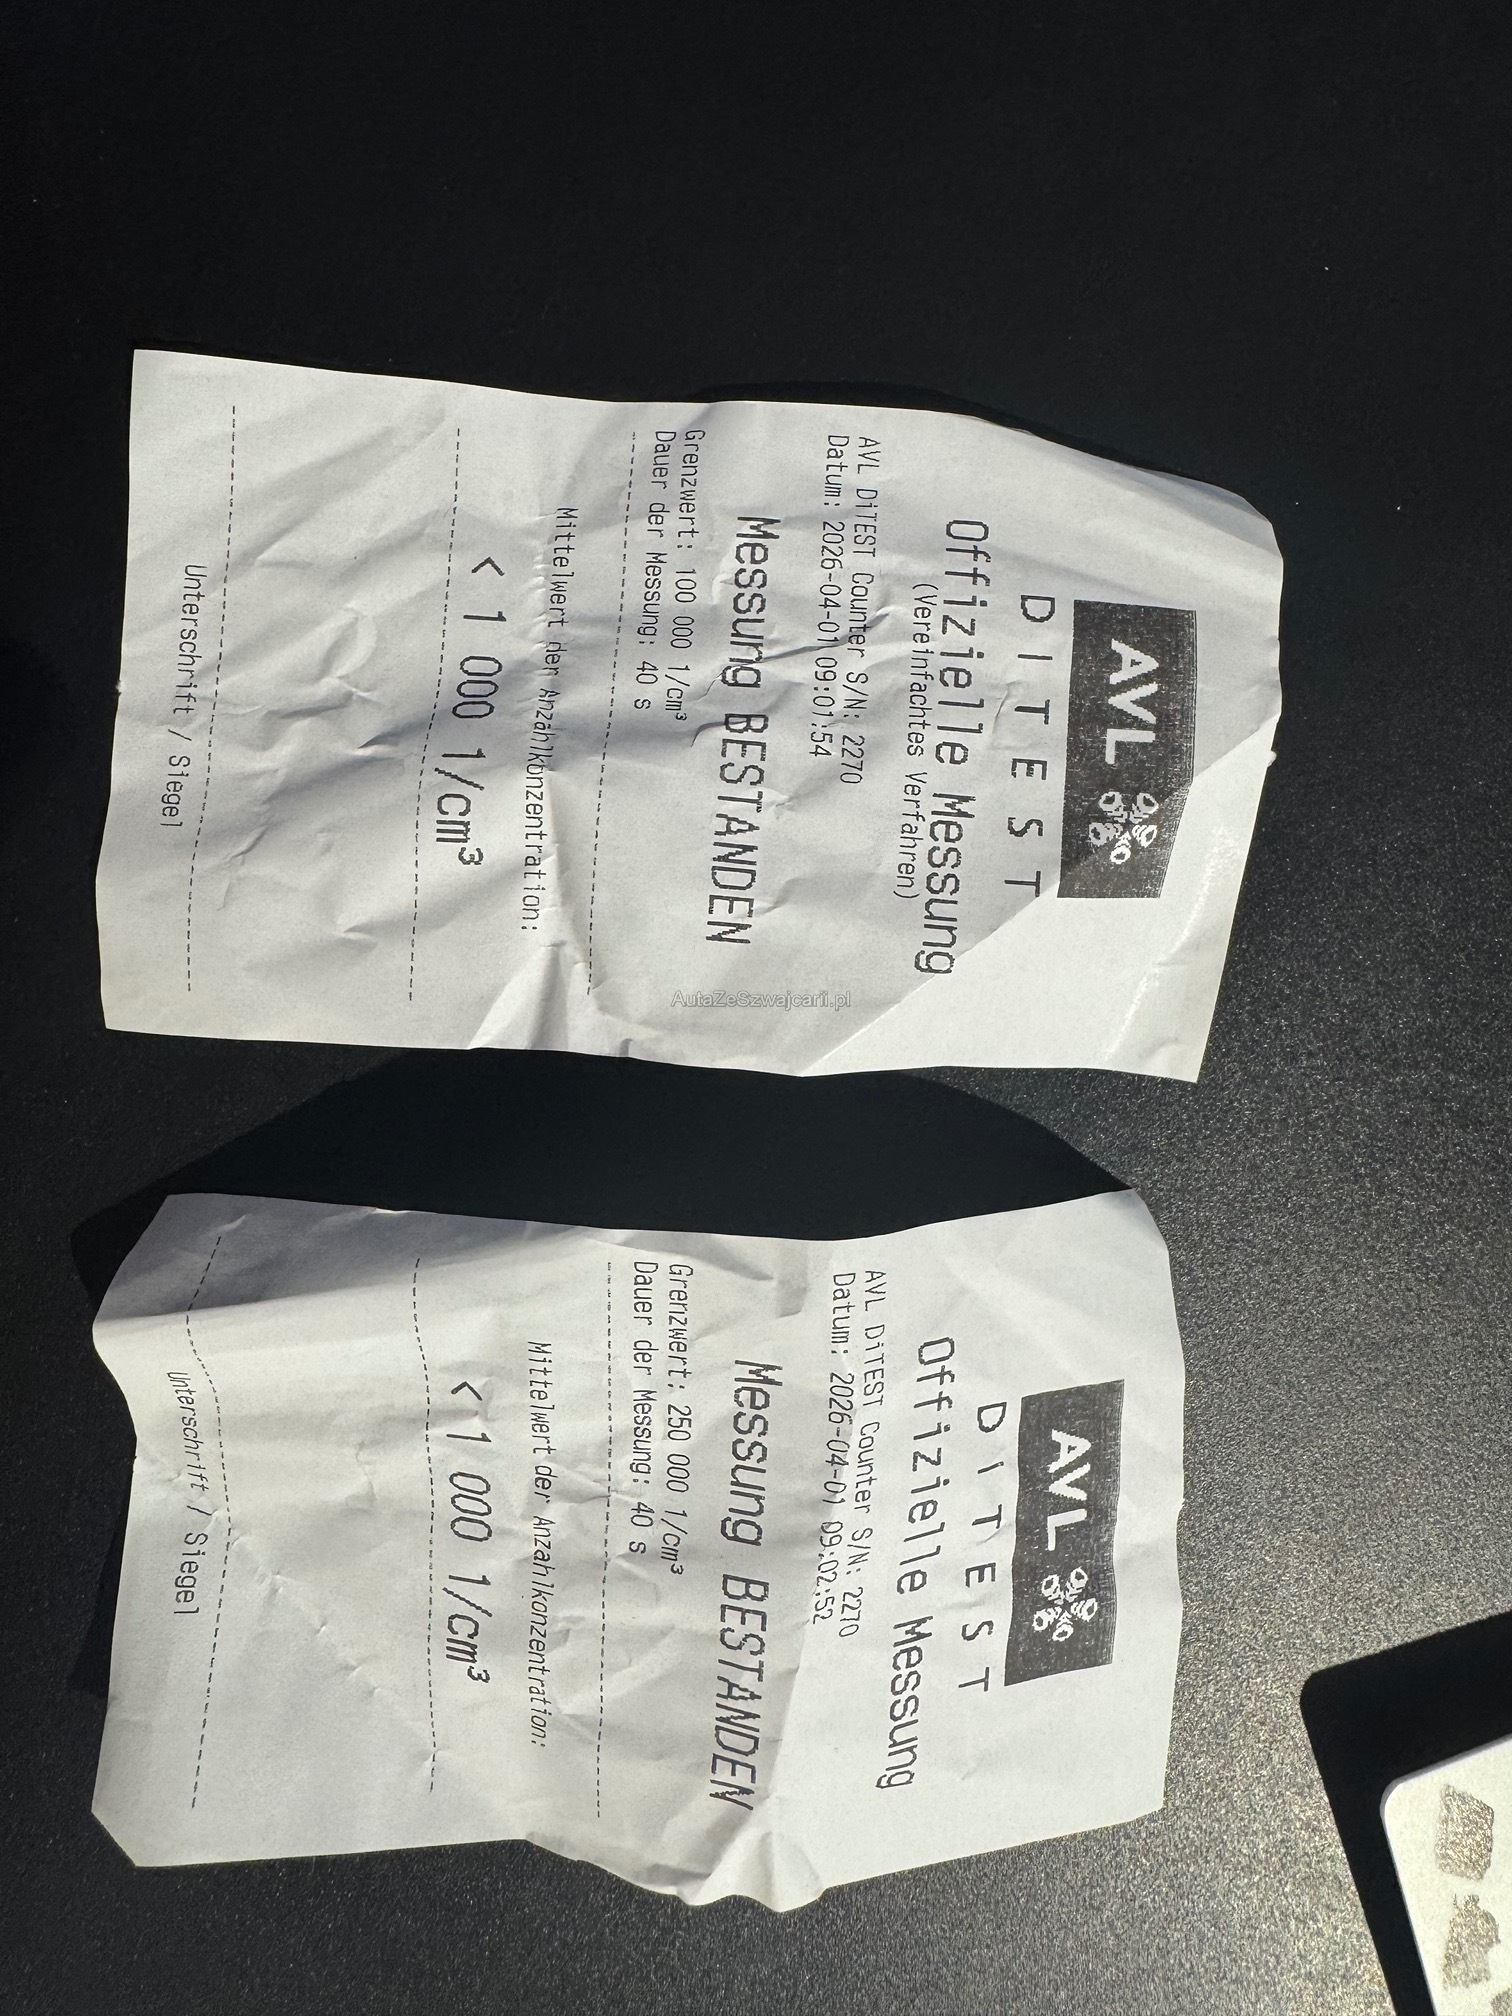 AVL
DITEST
Offizielle Messung
(Vereinfachtes Verfahren)
AVL DiTEST Counter S/N: 2270
Datum: 2026-04-01 09:01:54
Messung BESTANDEN
Grenzwert: 100 000 1/cm³
Dauer der Messung: 40 s
Mittelwert der Anzahlkonzentration:
< 1 000 1/cm³
Unterschrift / Siegel
AutaZeSzwajcarii.pl
AVL
DITEST
Offizielle Messung
AVL DiTEST Counter S/N: 2270
Datum: 2026-04-01 09:02:52
Messung BESTANDEN
Grenzwert: 250 000 1/cm³
Dauer der Messung: 40 s
Mittelwert der Anzahlkonzentration:
<1 000 1/cm³
Unterschrift / Siegel